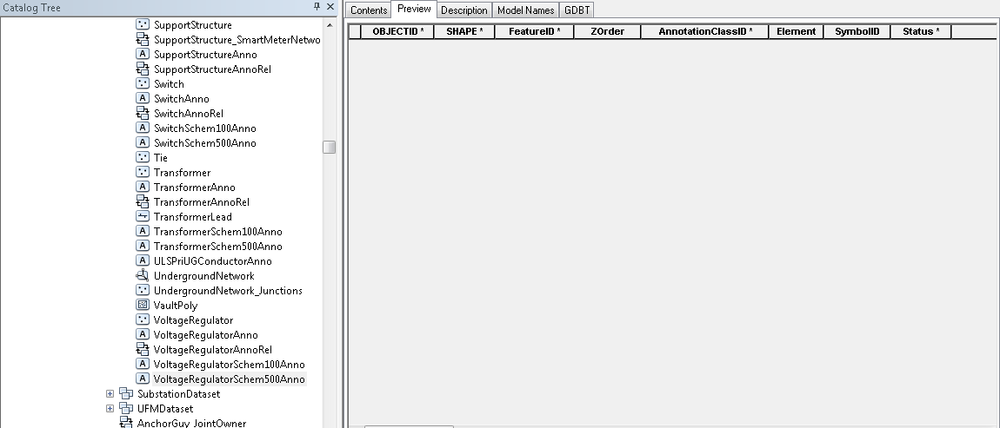 Catalog Tree
SupportStructure
SupportStructure_SmartMeterNetwo
SupportStructureAnno
SupportStructureAnnoRel
Switch
SwitchAnno
SwitchAnnoRel
SwitchSchem100Anno
SwitchSchem500Anno
Tie
Transformer
TransformerAnno
TransformerAnnoRel
TransformerLead
TransformerSchem100Anno
TransformerSchem500Anno
ULSPriUGConductorAnno
UndergroundNetwork
UndergroundNetwork_Junctions
VaultPoly
VoltageRegulator
VoltageRegulatorAnno
VoltageRegulatorAnnoRel
VoltageRegulatorSchem100Anno
VoltageRegulatorSchem500Anno
SubstationDataset
UFMDataset
AnchorGuy_JointOwner
Contents Preview Description Model Names GDBT
OBJECTID * SHAPE * FeatureID * ZOrder AnnotationClassID * Element SymbolID Status *